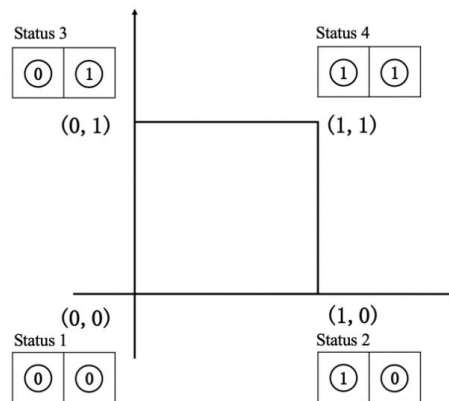 Status 3
Status 4
0 1
1 1
(0, 1)
(1, 1)
(0, 0)
(1, 0)
Status 1
Status 2
0 0
1 0